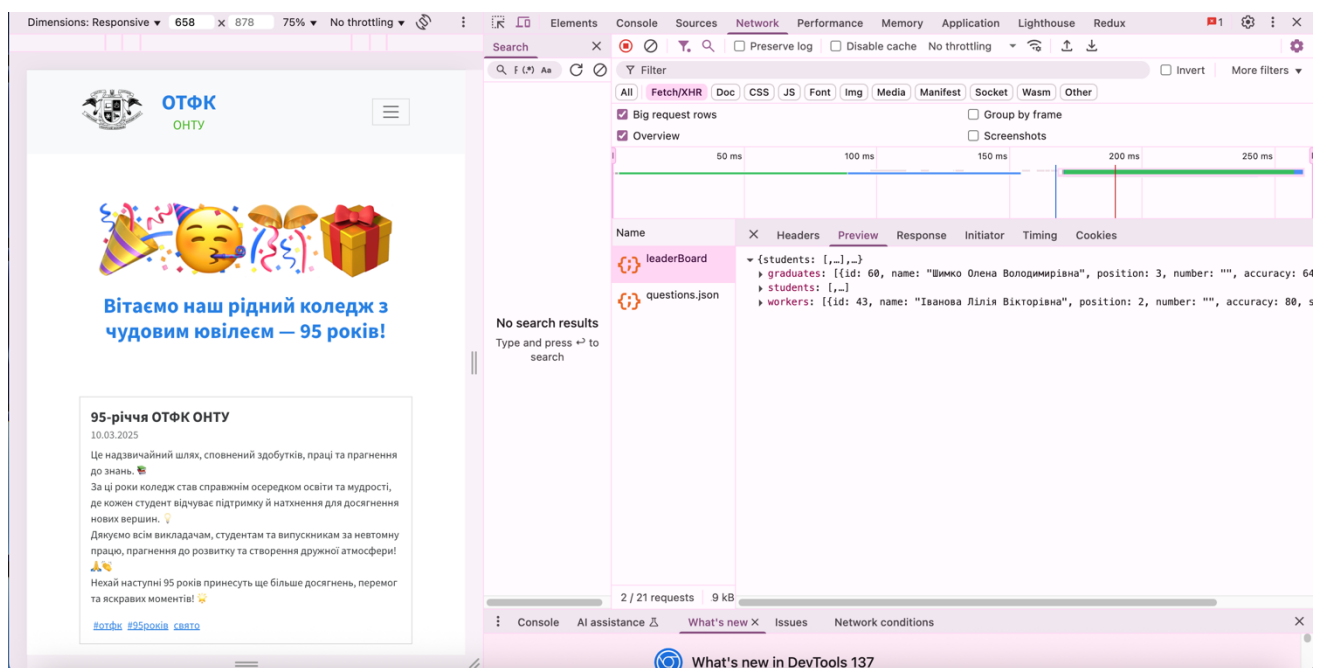 Dimensions: Responsive ▼ 658 x 878 75% ▼ No throttling ▼
ОТФК
ОНТУ
Вітаємо наш рідний коледж з
чудовим ювілеєм — 95 років!
95-річчя ОТФК ОНТУ
10.03.2025
Це надзвичайний шлях, сповнений здобутків, праці та прагнення
до знань.
За ці роки коледж став справжнім осередком освіти та мудрості,
де кожен студент відчуває підтримку й натхнення для досягнення
нових вершин.
Дякуємо всім викладачам, студентам та випускникам за невтомну
працю, прагнення до розвитку та створення дружної атмосфери!
Нехай наступні 95 років принесуть ще більше досягнень, перемог
та яскравих моментів!
#отфк #95років свято
Elements Console Sources Network Performance Memory Application Lighthouse Redux 1
Search
F (.*) Aa
No search results
Type and press ↩ to
search
Preserve log Disable cache No throttling
Filter Invert More filters ▼
All Fetch/XHR Doc CSS JS Font Img Media Manifest Socket Wasm Other
Big request rows Group by frame
Overview Screenshots
50 ms 100 ms 150 ms 200 ms 250 ms
Name Headers Preview Response Initiator Timing Cookies
leaderBoard
questions.json
▼{students: [,…],…}
▶ graduates: [{id: 60, name: "Шимко Олена Володимирівна", position: 3, number: "", accuracy: 64
▶ students: [,…]
▶ workers: [{id: 43, name: "Іванова Лілія Вікторівна", position: 2, number: "", accuracy: 80, s
2 / 21 requests .9 kB
Console AI assistance What's new Issues Network conditions
What's new in DevTools 137